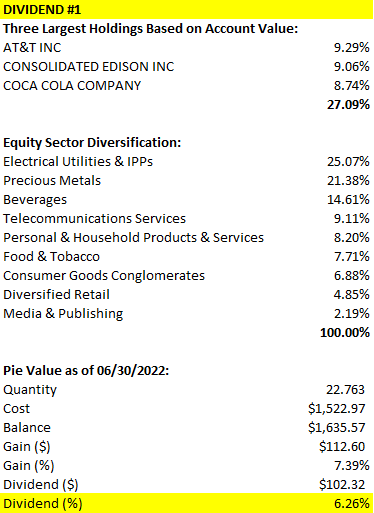 DIVIDEND #1
Three Largest Holdings Based on Account Value:
AT&T INC 9.29%
CONSOLIDATED EDISON INC 9.06%
COCA COLA COMPANY 8.74%
27.09%
Equity Sector Diversification:
Electrical Utilities & IPPs 25.07%
Precious Metals 21.38%
Beverages 14.61%
Telecommunications Services 9.11%
Personal & Household Products & Services 8.20%
Food & Tobacco 7.71%
Consumer Goods Conglomerates 6.88%
Diversified Retail 4.85%
Media & Publishing 2.19%
100.00%
Pie Value as of 06/30/2022:
Quantity 22.763
Cost $1,522.97
Balance $1,635.57
Gain ($) $112.60
Gain (%) 7.39%
Dividend ($) $102.32
Dividend (%) 6.26%